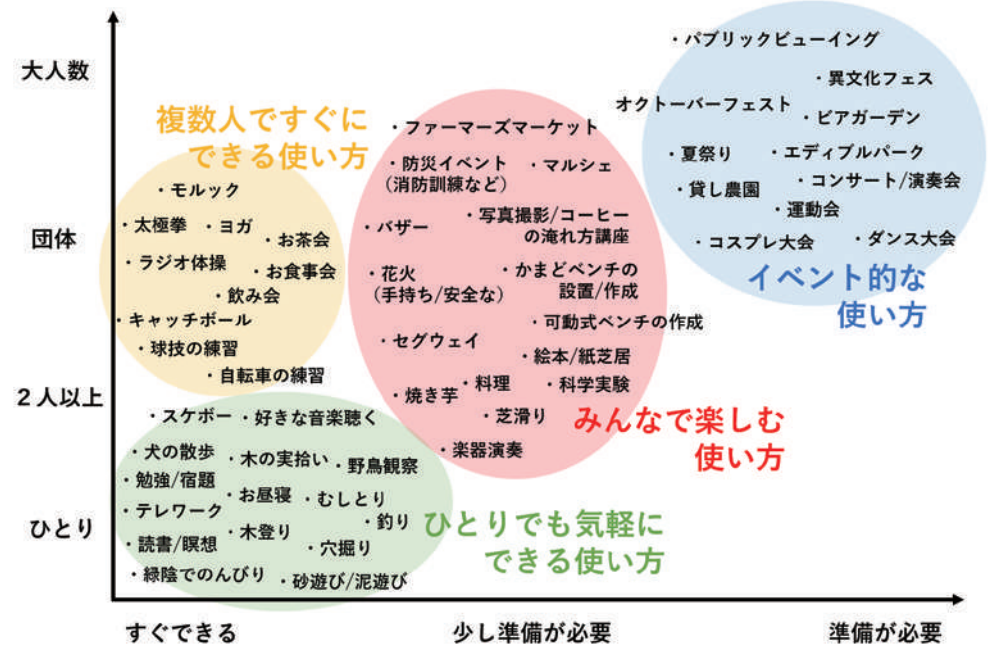 大人数
団体
2人以上
ひとり
複数人ですぐに
できる使い方
・モルック
・太極拳
・ヨガ
・お茶会
・ラジオ体操
・お食事会
・飲み会
・キャッチボール
・球技の練習
・自転車の練習
・ファーマーズマーケット
・防災イベント
（消防訓練など）
・マルシェ
・バザー
・写真撮影/コーヒー
の淹れ方講座
・花火
（手持ち/安全な）
・かまどベンチの
設置/作成
・可動式ベンチの作成
・セグウェイ
・絵本/紙芝居
・料理
・科学実験
・焼き芋
・芝滑り
・楽器演奏
みんなで楽しむ
使い方
・パブリックビューイング
・異文化フェス
オクトーバーフェスト
・ビアガーデン
・夏祭り
・エディブルパーク
・貸し農園
・コンサート/演奏会
・運動会
・コスプレ大会
・ダンス大会
イベント的な
使い方
・スケボー
・好きな音楽聴く
・犬の散歩
・木の実拾い
・野鳥観察
・勉強/宿題
・お昼寝
・むしとり
・テレワーク
・釣り
・木登り
・読書/瞑想
・穴掘り
・緑陰でのんびり
・砂遊び/泥遊び
ひとりでも気軽に
できる使い方
すぐできる
少し準備が必要
準備が必要